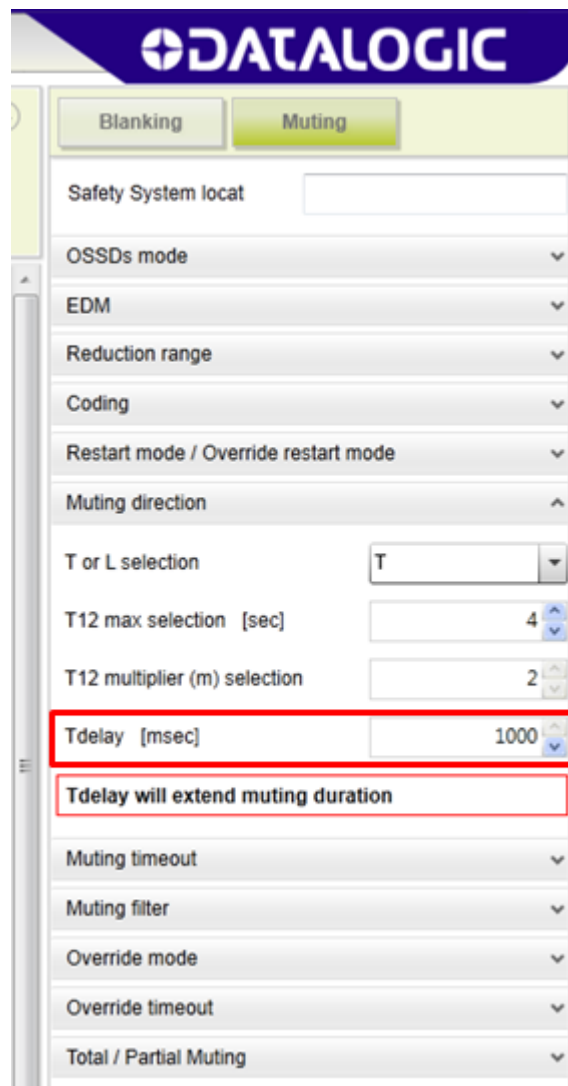 DATALOGIC
Blanking Muting
Safety System locat
OSSDs mode
EDM
Reduction range
Coding
Restart mode / Override restart mode
Muting direction
T or L selection T
T12 max selection [sec] 4
T12 multiplier (m) selection 2
Tdelay [msec] 1000
Tdelay will extend muting duration
Muting timeout
Muting filter
Override mode
Override timeout
Total / Partial Muting